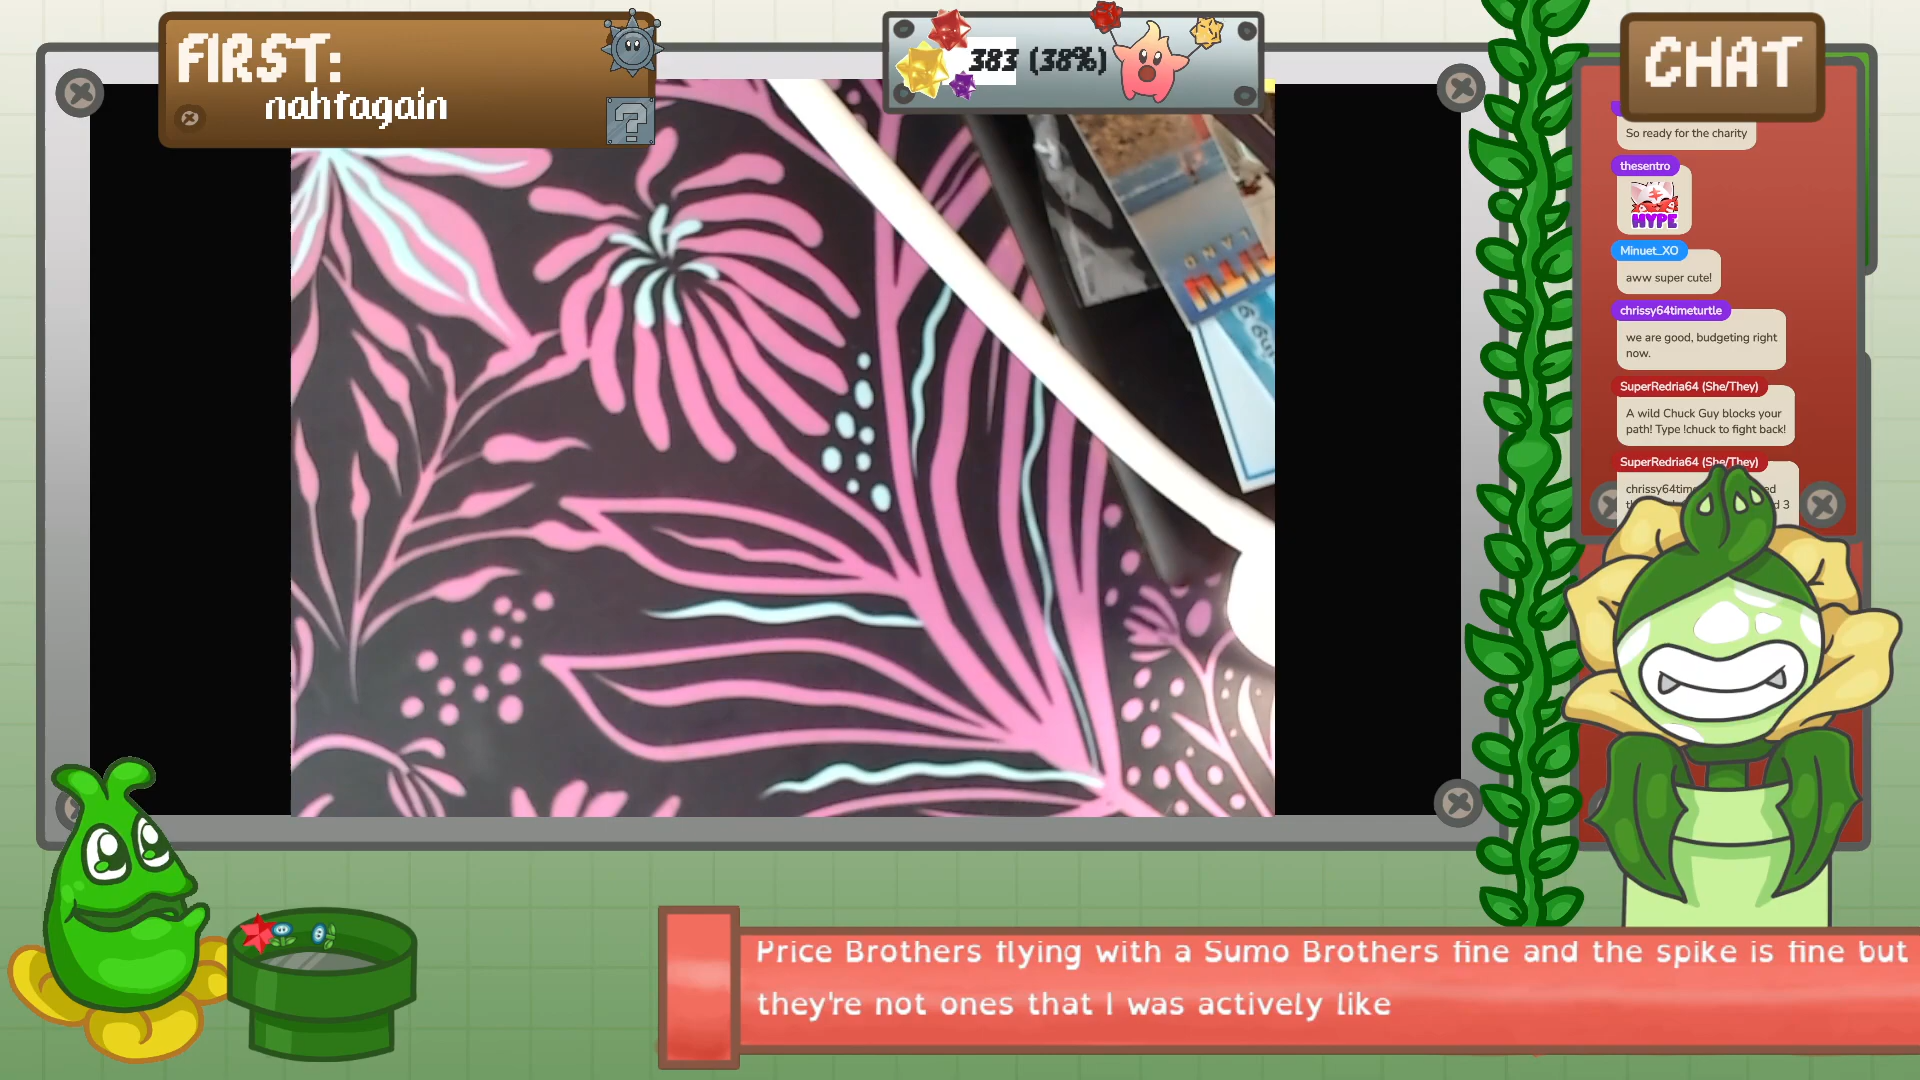 FIRST:
nahtagain
383 (38%)
CHAT
So ready for the charity
thesentro
HYPE
Minuet_XO
aww super cute!
chrissy64timeturtle
we are good, budgeting right
now.
SuperRedria64 (She/They)
A wild Chuck Guy blocks your
path! Type !chuck to fight back!
SuperRedria64 (She/They)
Price Brothers flying with a Sumo Brothers fine and the spike is fine but
they're not ones that I was actively like